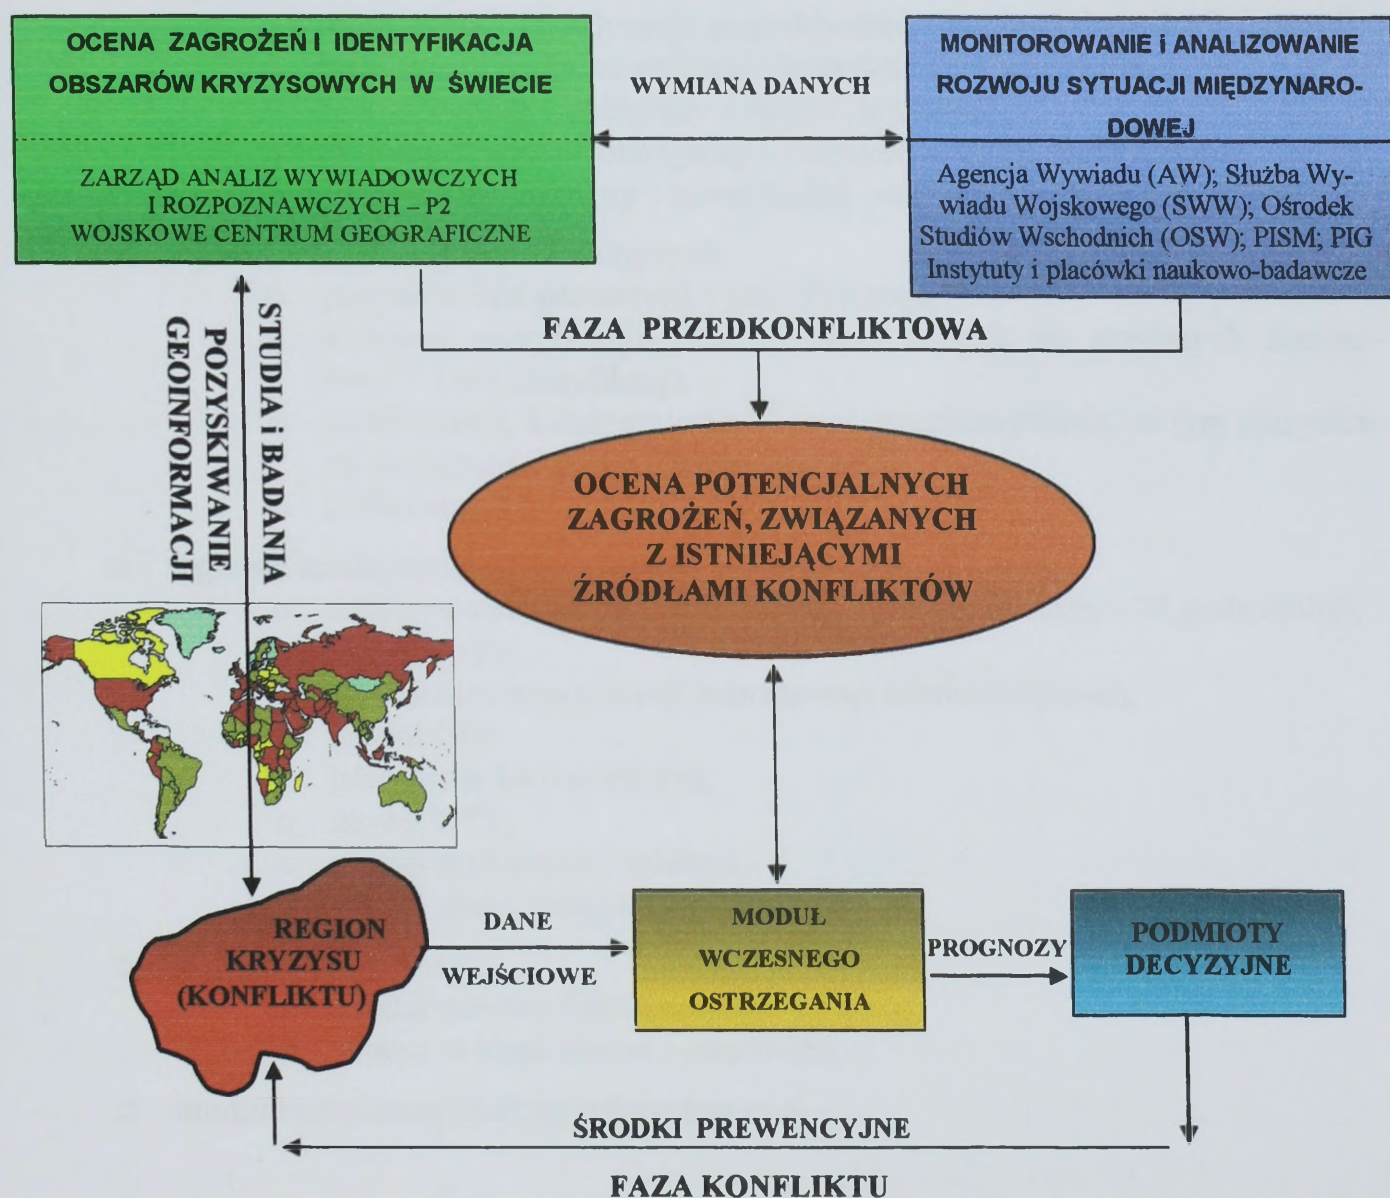 OCENA ZAGROŻEŃ I IDENTYFIKACJA
OBSZARÓW KRYZYSOWYCH W ŚWIECIE
ZARZĄD ANALIZ WYWIADOWCZYCH
I ROZPOZNAWCZYCH – P2
WOJSKOWE CENTRUM GEOGRAFICZNE
WYMIANA DANYCH
MONITOROWANIE i ANALIZOWANIE
ROZWOJU SYTUACJI MIĘDZYNARO-
DOWEJ
Agencja Wywiadu (AW); Służba Wy-
wiadu Wojskowego (SWW); Ośrodek
Studiów Wschodnich (OSW); PISM; PIG
Instytuty i placówki naukowo-badawcze
FAZA PRZEDKONFLIKTOWA
STUDIA i BADANIA
POZYSKIWANIE
GEOINFORMACJI
OCENA POTENCJALNYCH
ZAGROŻEŃ, ZWIĄZANYCH
Z ISTNIEJĄCYMI
ŹRÓDŁAMI KONFLIKTÓW
REGION
KRYZYSU
(KONFLIKTU)
DANE
WEJŚCIOWE
MODUŁ
WCZESNEGO
OSTRZEGANIA
PROGNOZY
PODMIOTY
DECYZYJNE
ŚRODKI PREWENCYJNE
FAZA KONFLIKTU